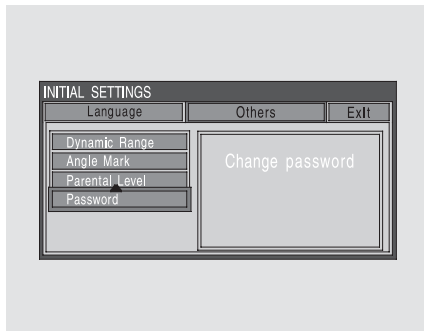 INITIAL SETTINGS
Language Others Exit
Dynamic Range
Angle Mark
Parental Level
Password
Change password